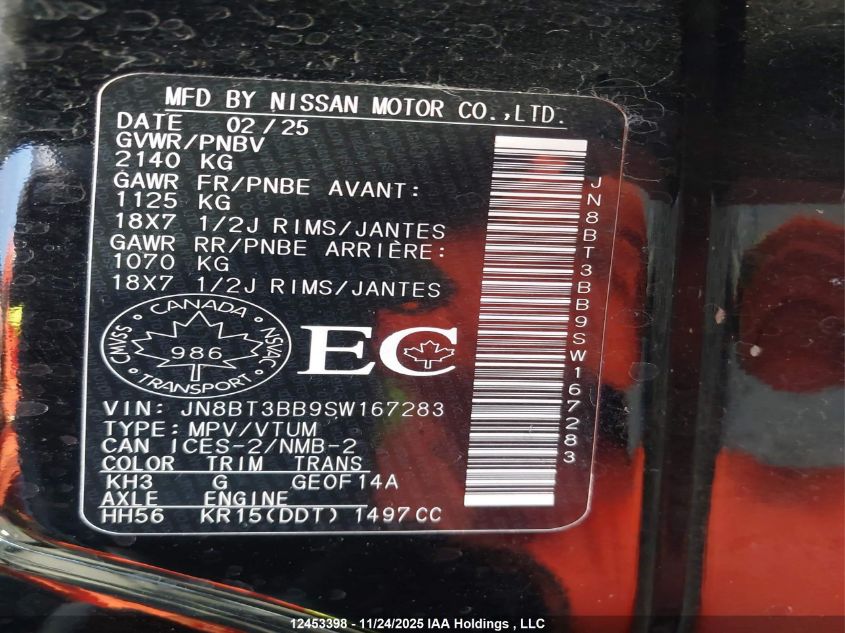 MFD BY NISSAN MOTOR CO.,LTD.
DATE 02/25
GVWR/PNBV
2140 KG
GAWR FR/PNBE AVANT:
1125 KG
18X7 1/2J RIMS/JANTES
GAWR RR/PNBE ARRIÈRE:
1070 KG
18X7 1/2J RIMS/JANTES
CANADA
CMVSS 986 NSVAC
TRANSPORT
EC
VIN: JN8BT3BB9SW167283
TYPE:MPV/VTUM
CAN ICES-2/NMB-2
COLOR TRIM TRANS
KH3 G GE0F14A
AXLE ENGINE
HH56 KR15(DDT) 1497CC
JN8BT3BB9SW167283
12453398 - 11/24/2025 IAA Holdings , LLC